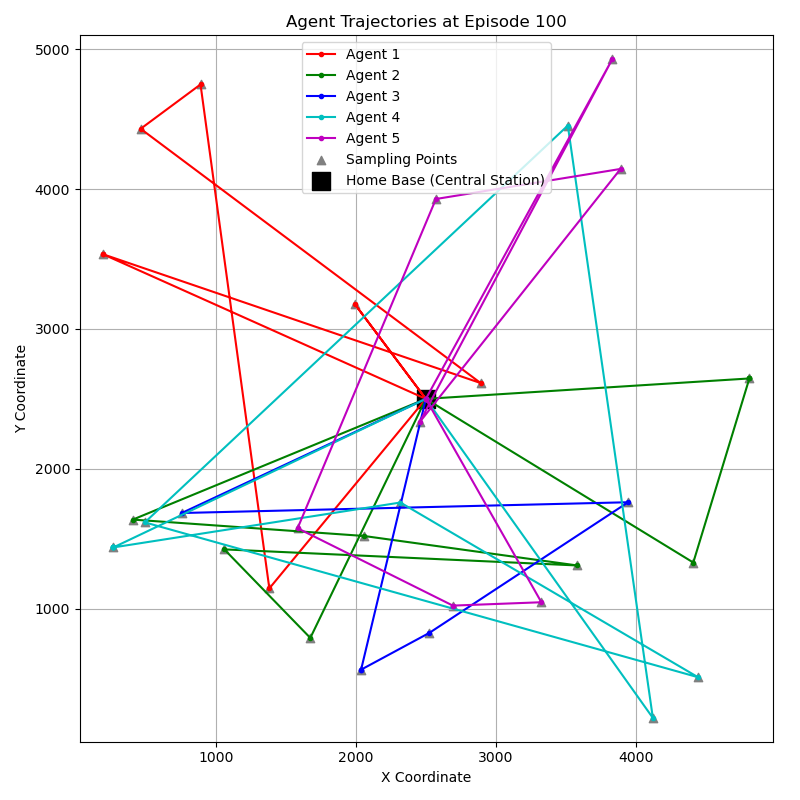 Agent Trajectories at Episode 100
Agent 1
Agent 2
Agent 3
Agent 4
Agent 5
Sampling Points
Home Base (Central Station)
5000
4000
3000
2000
1000
Y Coordinate
1000 2000 3000 4000
X Coordinate